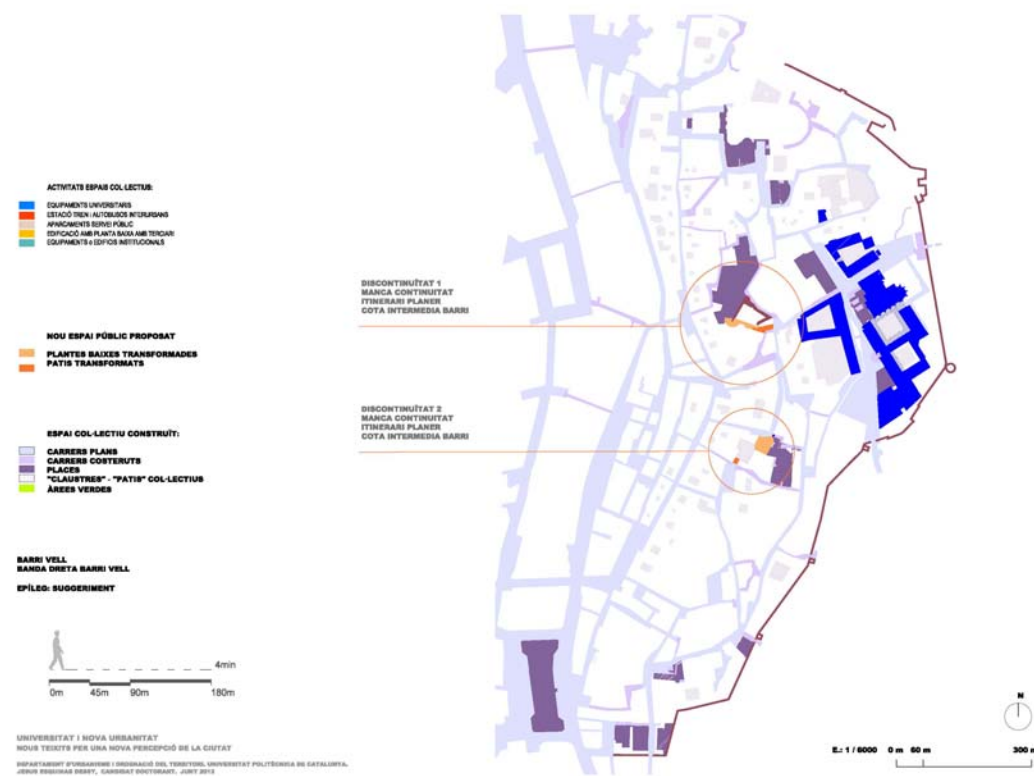 ACTIVITATS ESPAIS COL·LECTIUS:
EQUIPAMENTS UNIVERSITARIS
ESTACIÓ TREN I AUTOBUSOS INTERURBANS
APARCAMENTS SERVEI PÚBLIC
EDIFICACIÓ AMB PLANTA BAIXA AMB TERCIARI
EQUIPAMENTS o EDIFICIS INSTITUCIONALS
DISCONTINUÏTAT 1
MANCA CONTINUITAT
ITINERARI PLANER
COTA INTERMEDIA BARRI
NOU ESPAI PÚBLIC PROPOSAT
PLANTES BAIXES TRANSFORMADES
PATIS TRANSFORMATS
DISCONTINUÏTAT 2
MANCA CONTINUITAT
ITINERARI PLANER
COTA INTERMEDIA BARRI
ESPAI COL·LECTIU CONSTRUÏT:
CARRERS PLANS
CARRERS COSTERUTS
PLACES
"CLAUSTRES" - "PATIS" COL·LECTIUS
ÀREES VERDES
BARRI VELL
BANDA DRETA BARRI VELL
EPÍLEG: SUGGERIMENT
4min
0m 45m 90m 180m
N
UNIVERSITAT I NOVA URBANITAT
NOUS TEIXITS PER UNA NOVA PERCEPCIÓ DE LA CIUTAT
E.: 1 / 6000 0 m 60 m 300 m
DEPARTAMENT D'URBANISME I ORDENACIÓ DEL TERRITORI. UNIVERSITAT POLITÈCNICA DE CATALUNYA.
CANDIDAT DOCTORANT. JUNY 2012